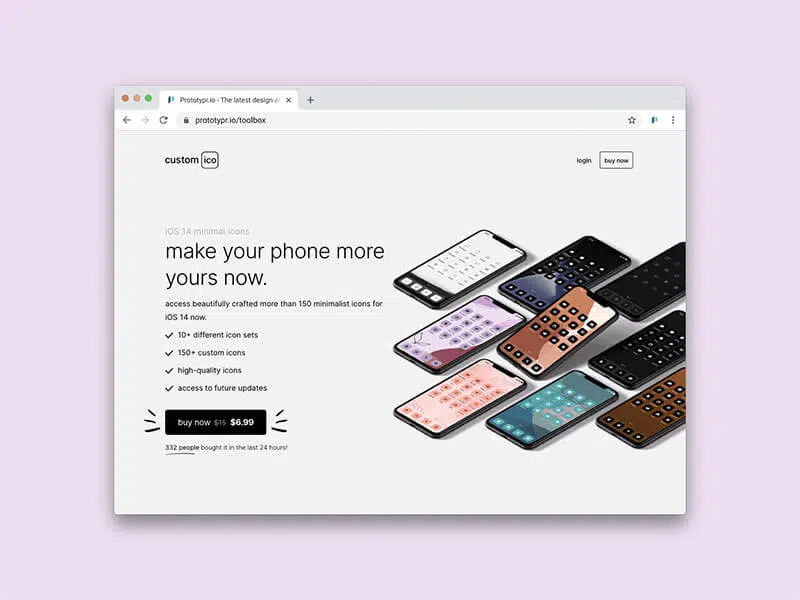 Prototypr.io - The latest design a
prototypr.io/toolbox
custom ico
login
buy now
iOS 14 minimal icons
make your phone more
yours now.
access beautifully crafted more than 150 minimalist icons for
iOS 14 now.
10+ different icon sets
150+ custom icons
high-quality icons
access to future updates
buy now $15 $6.99
332 people bought it in the last 24 hours!